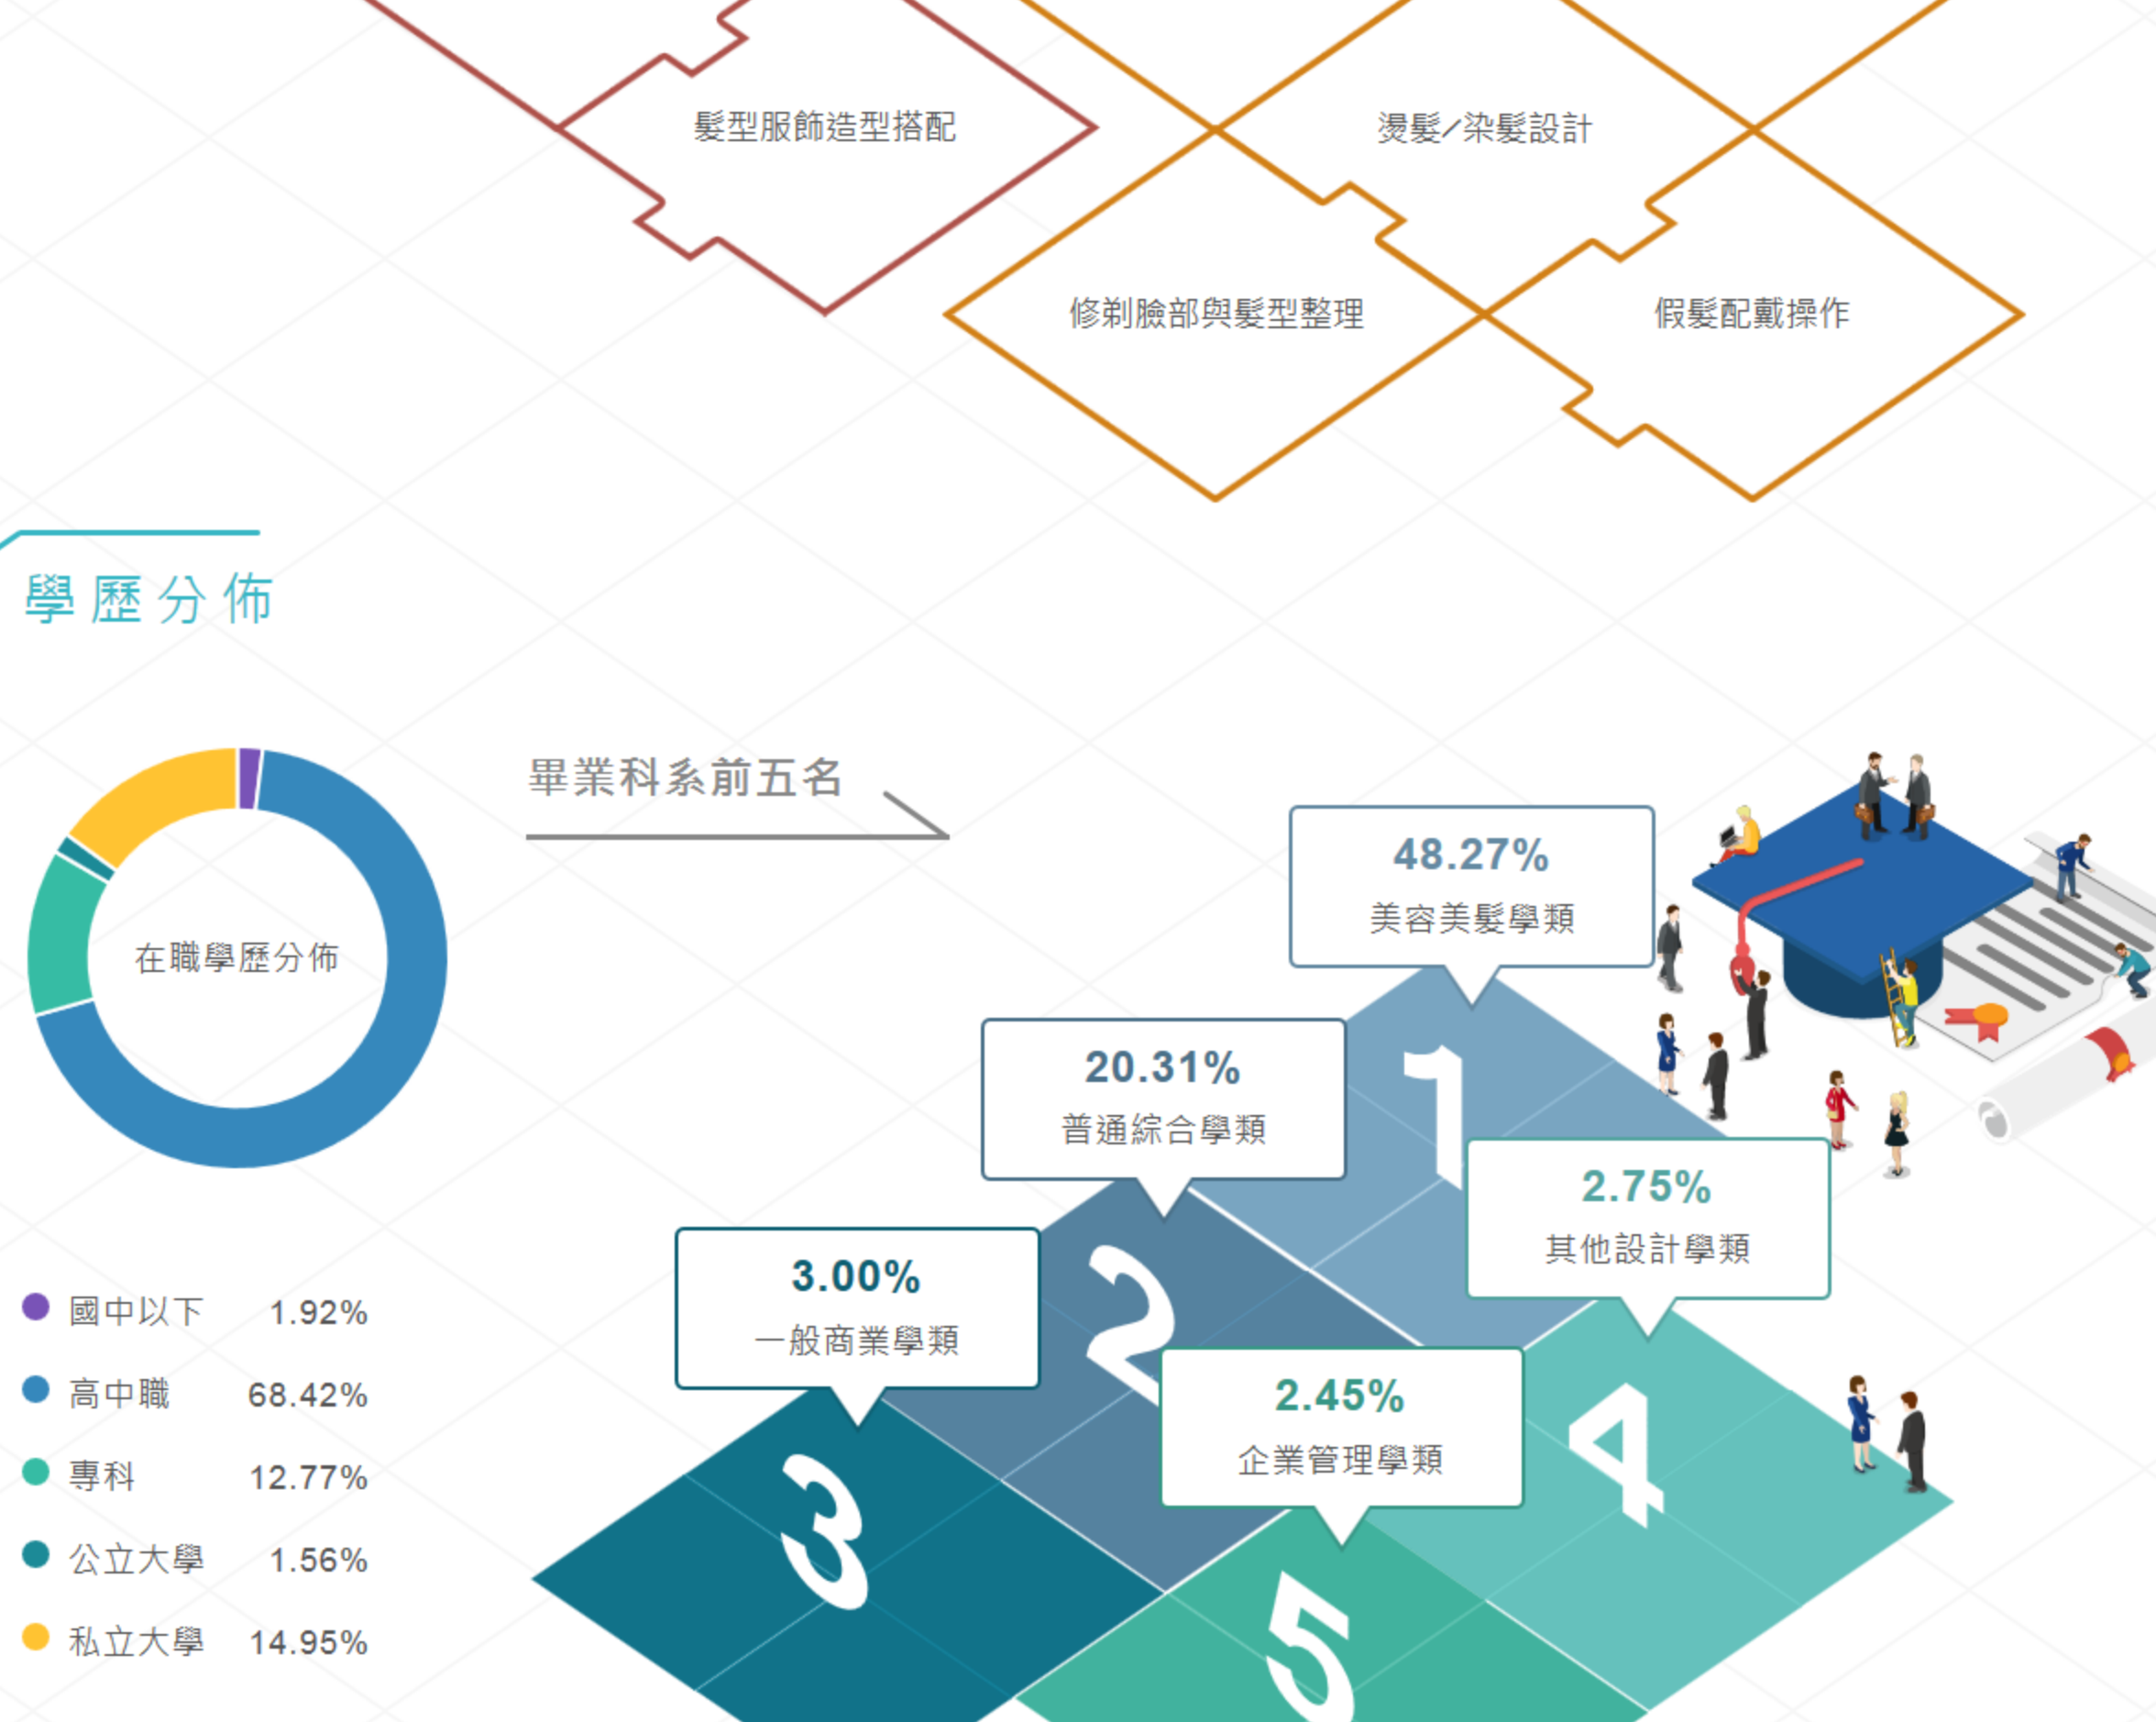 髮型服飾造型搭配
燙髮/染髮設計
修剃臉部與髮型整理
假髮配戴操作
學歷分佈
在職學歷分佈
國中以下 1.92%
高中職 68.42%
專科 12.77%
公立大學 1.56%
私立大學 14.95%
畢業科系前五名
48.27%
美容美髮學類
1
20.31%
普通綜合學類
2
3.00%
一般商業學類
3
2.75%
其他設計學類
4
2.45%
企業管理學類
5